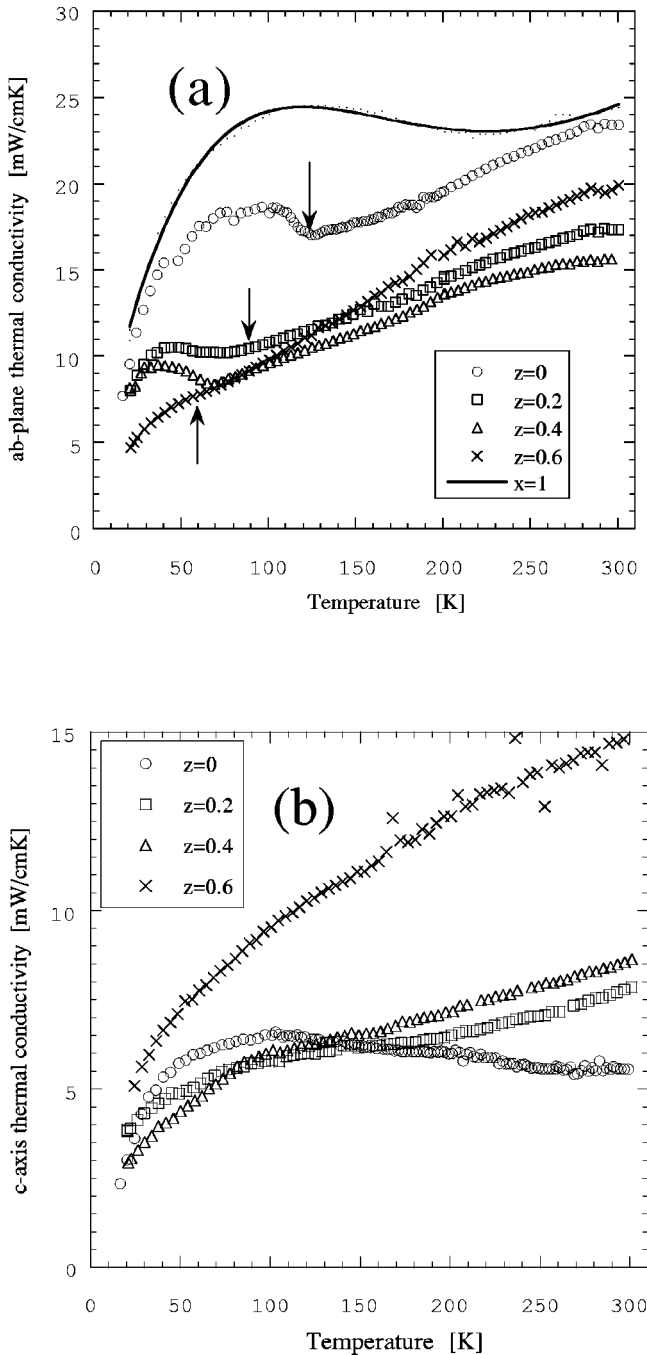 30
25
20
15
10
5
0
ab-plane thermal conductivity [mW/cmK]
(a)
z=0
z=0.2
z=0.4
z=0.6
x=1
0 50 100 150 200 250 300
Temperature [K]
15
10
5
0
c-axis thermal conductivity [mW/cmK]
z=0
z=0.2
z=0.4
z=0.6
(b)
0 50 100 150 200 250 300
Temperature [K]